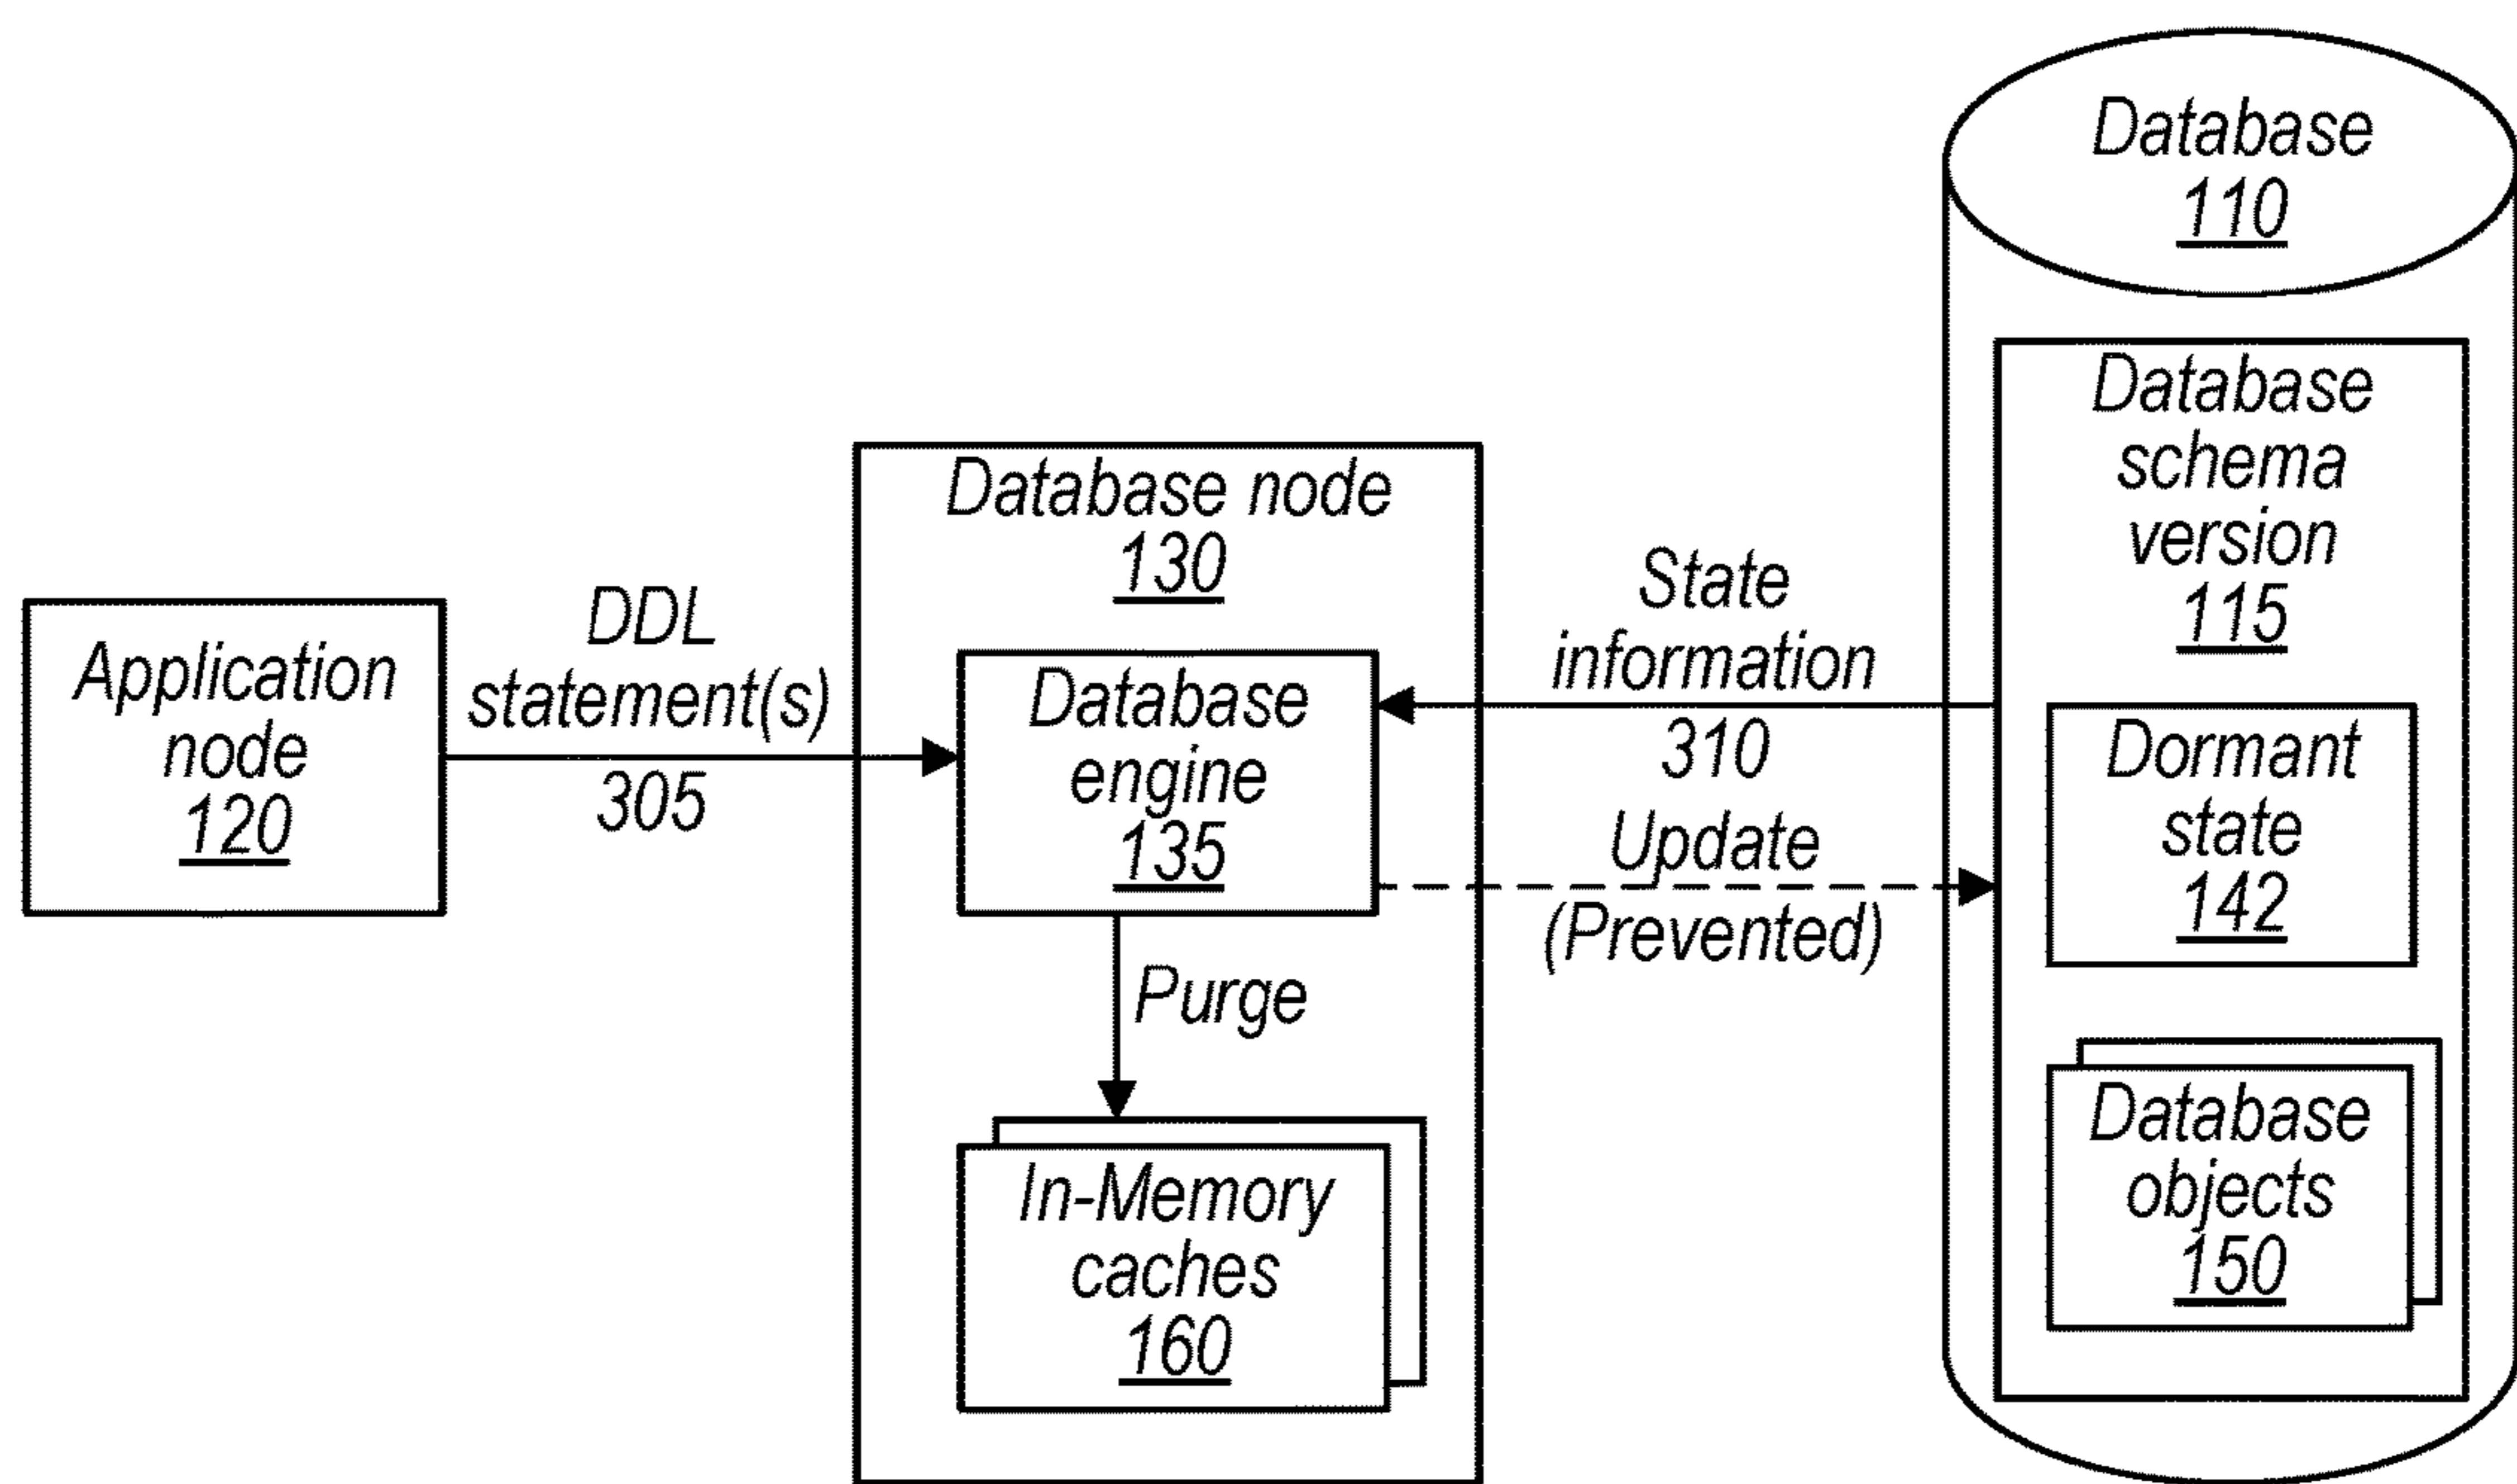 Application
node
120
DDL
statement(s)
305
Database node
130
Database
engine
135
Purge
In-Memory
caches
160
State
information
310
Update
(Prevented)
Database
110
Database
schema
version
115
Dormant
state
142
Database
objects
150